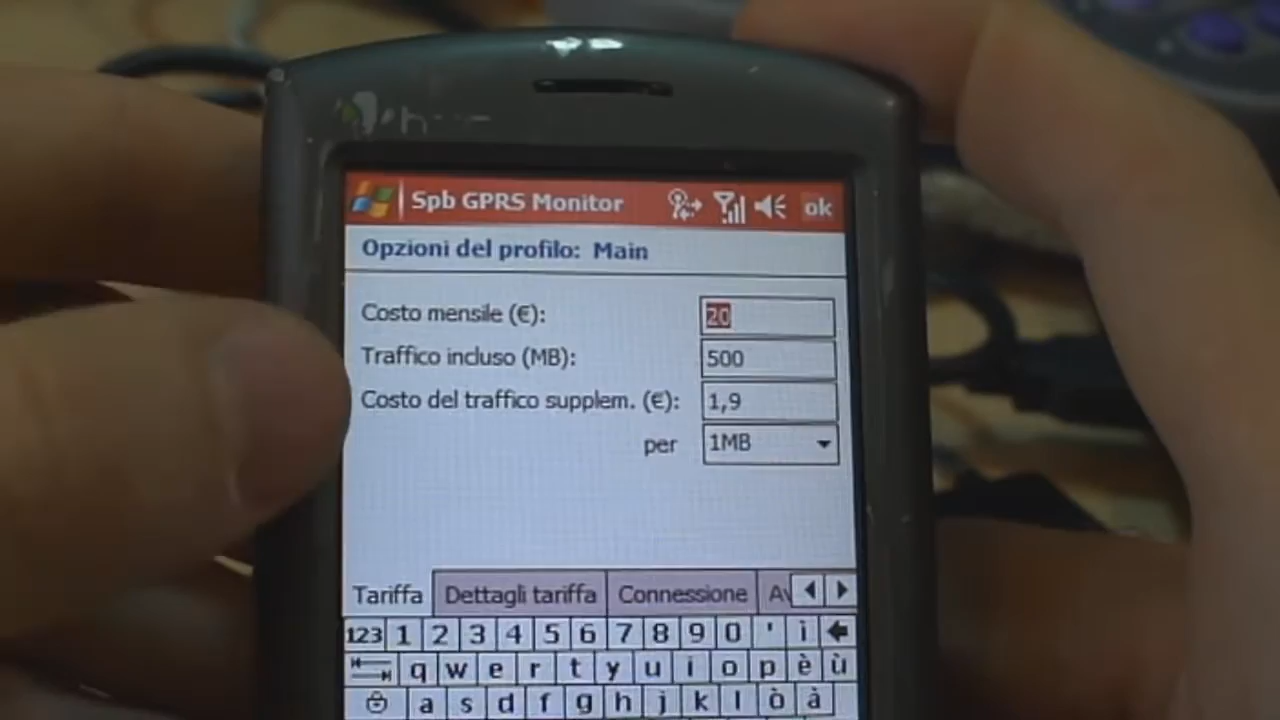 Spb GPRS Monitor ok
Opzioni del profilo: Main
Costo mensile (€): 20
Traffico incluso (MB): 500
Costo del traffico supplem. (€): 1,9
per 1MB
Tariffa Dettagli tariffa Connessione
123 1 2 3 4 5 6 7 8 9 0 ' ì
q w e r t y u i o p è ù
a s d f g h j k l ò à